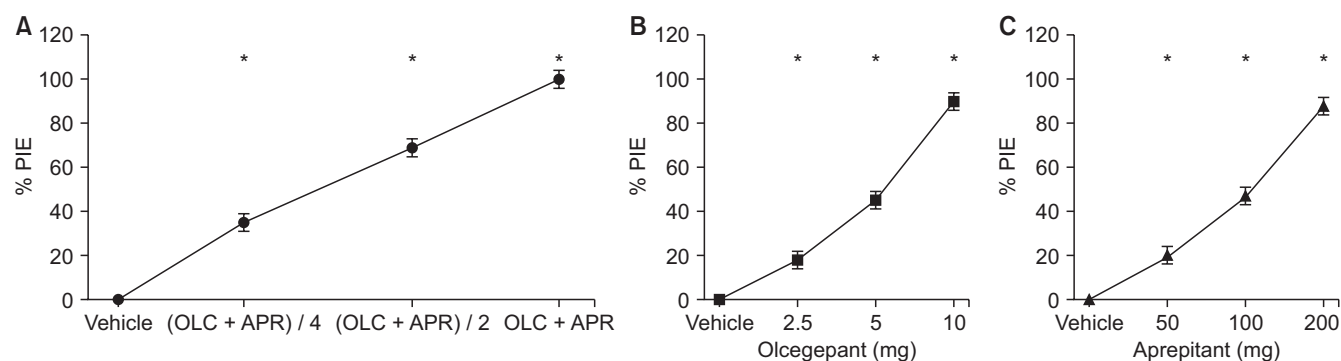 A
120
100
80
60
40
20
0
% PIE
* * *
Vehicle (OLC + APR) / 4 (OLC + APR) / 2 OLC + APR
B
120
100
80
60
40
20
0
% PIE
* * *
Vehicle 2.5 5 10
Olcegepant (mg)
C
120
100
80
60
40
20
0
% PIE
* * *
Vehicle 50 100 200
Aprepitant (mg)